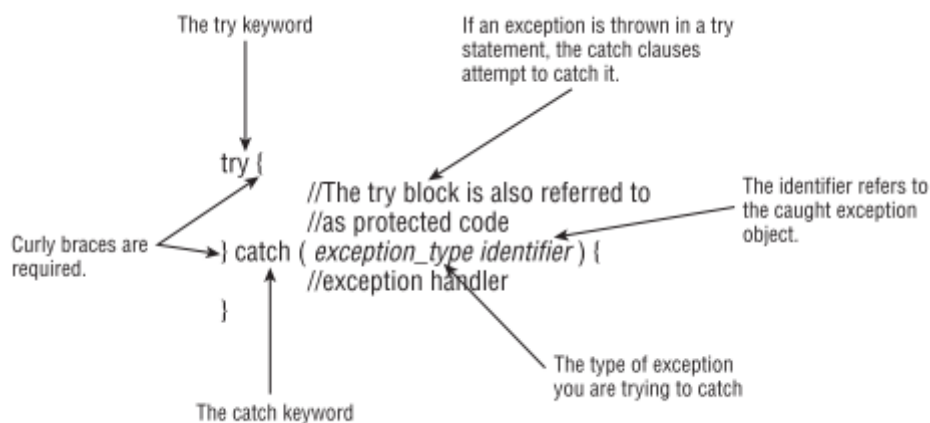 The try keyword
If an exception is thrown in a try
statement, the catch clauses
attempt to catch it.
try {
//The try block is also referred to
//as protected code
The identifier refers to
the caught exception
object.
Curly braces are
required.
} catch ( exception_type identifier ) {
//exception handler
}
The type of exception
you are trying to catch
The catch keyword